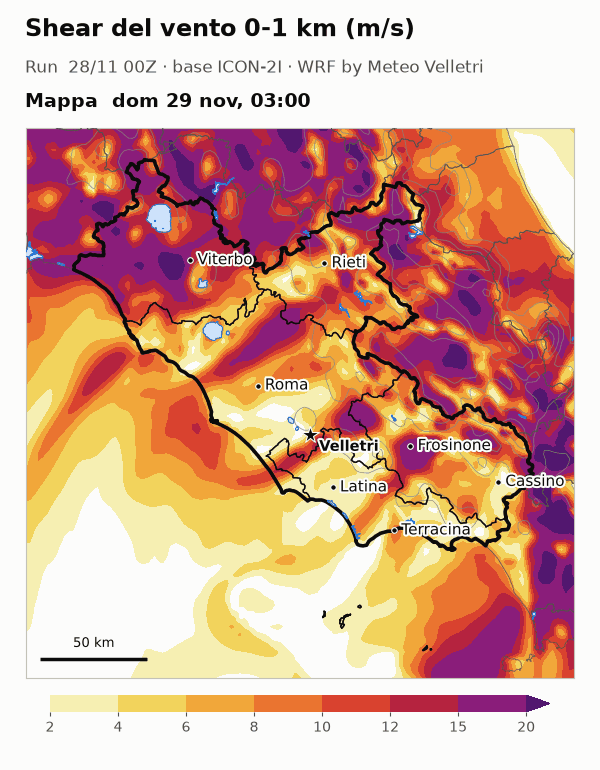 Shear del vento 0-1 km (m/s)
Run 28/11 00Z · base ICON-2I · WRF by Meteo Velletri
Mappa dom 29 nov, 03:00
Viterbo
Rieti
Roma
Velletri
Frosinone
Latina
Cassino
Terracina
50 km
2 4 6 8 10 12 15 20